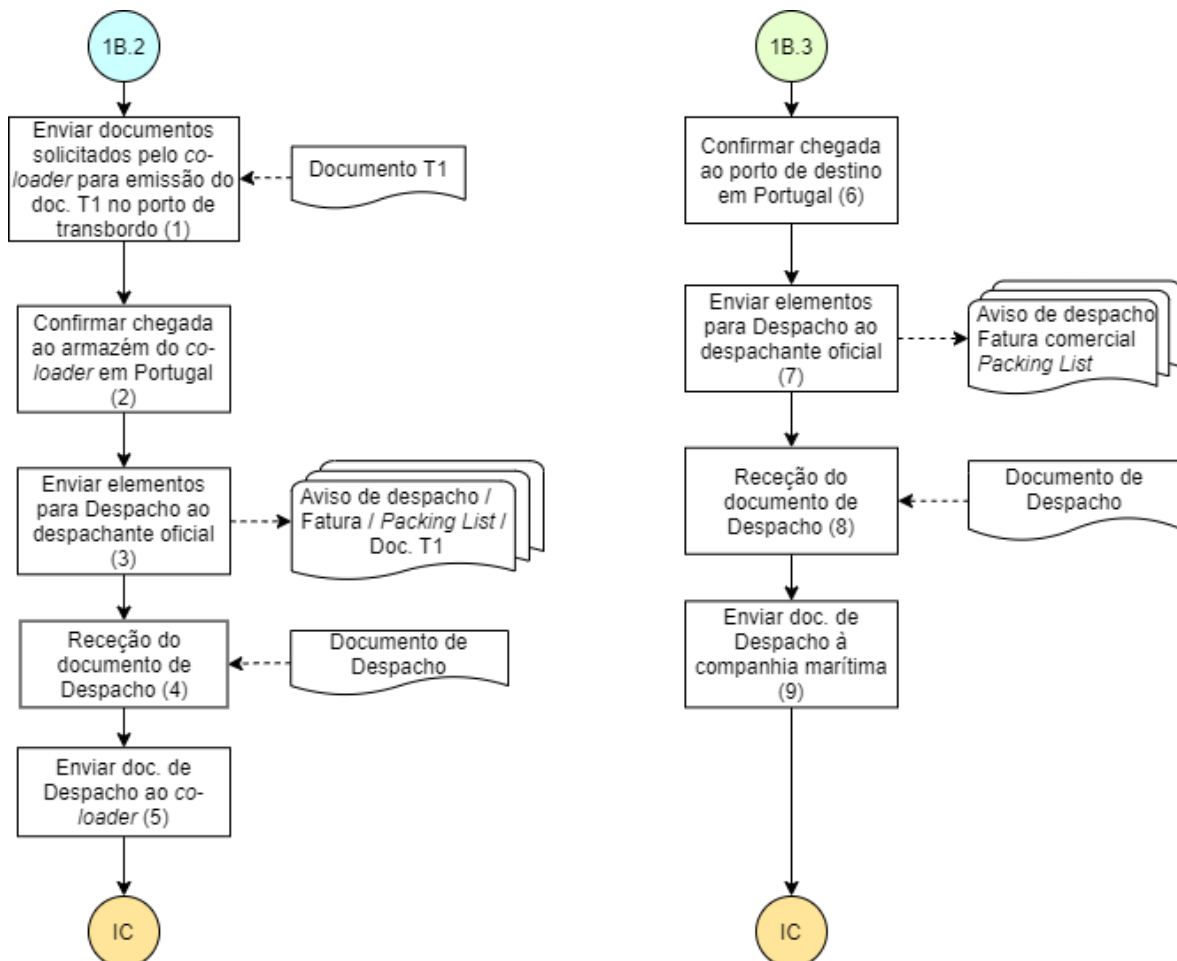 1B.2
Enviar documentos
solicitados pelo co-
loader para emissão do
doc. T1 no porto de
transbordo (1)
Documento T1
Confirmar chegada
ao armazém do co-
loader em Portugal
(2)
Enviar elementos
para Despacho ao
despachante oficial
(3)
Aviso de despacho /
Fatura / Packing List /
Doc. T1
Receção do
documento de
Despacho (4)
Documento de
Despacho
Enviar doc. de
Despacho ao co-
loader (5)
IC
1B.3
Confirmar chegada
ao porto de destino
em Portugal (6)
Enviar elementos
para Despacho ao
despachante oficial
(7)
Aviso de despacho
Fatura comercial
Packing List
Receção do
documento de
Despacho (8)
Documento de
Despacho
Enviar doc. de
Despacho à
companhia marítima
(9)
IC